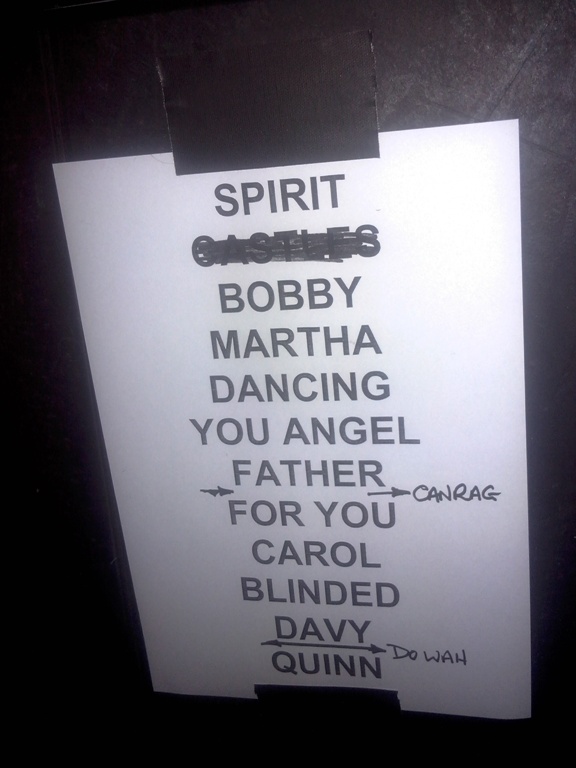 SPIRIT
CASTLES
BOBBY
MARTHA
DANCING
YOU ANGEL
FATHER
CANRAG
FOR YOU
CAROL
BLINDED
DAVY
DO WAH
QUINN